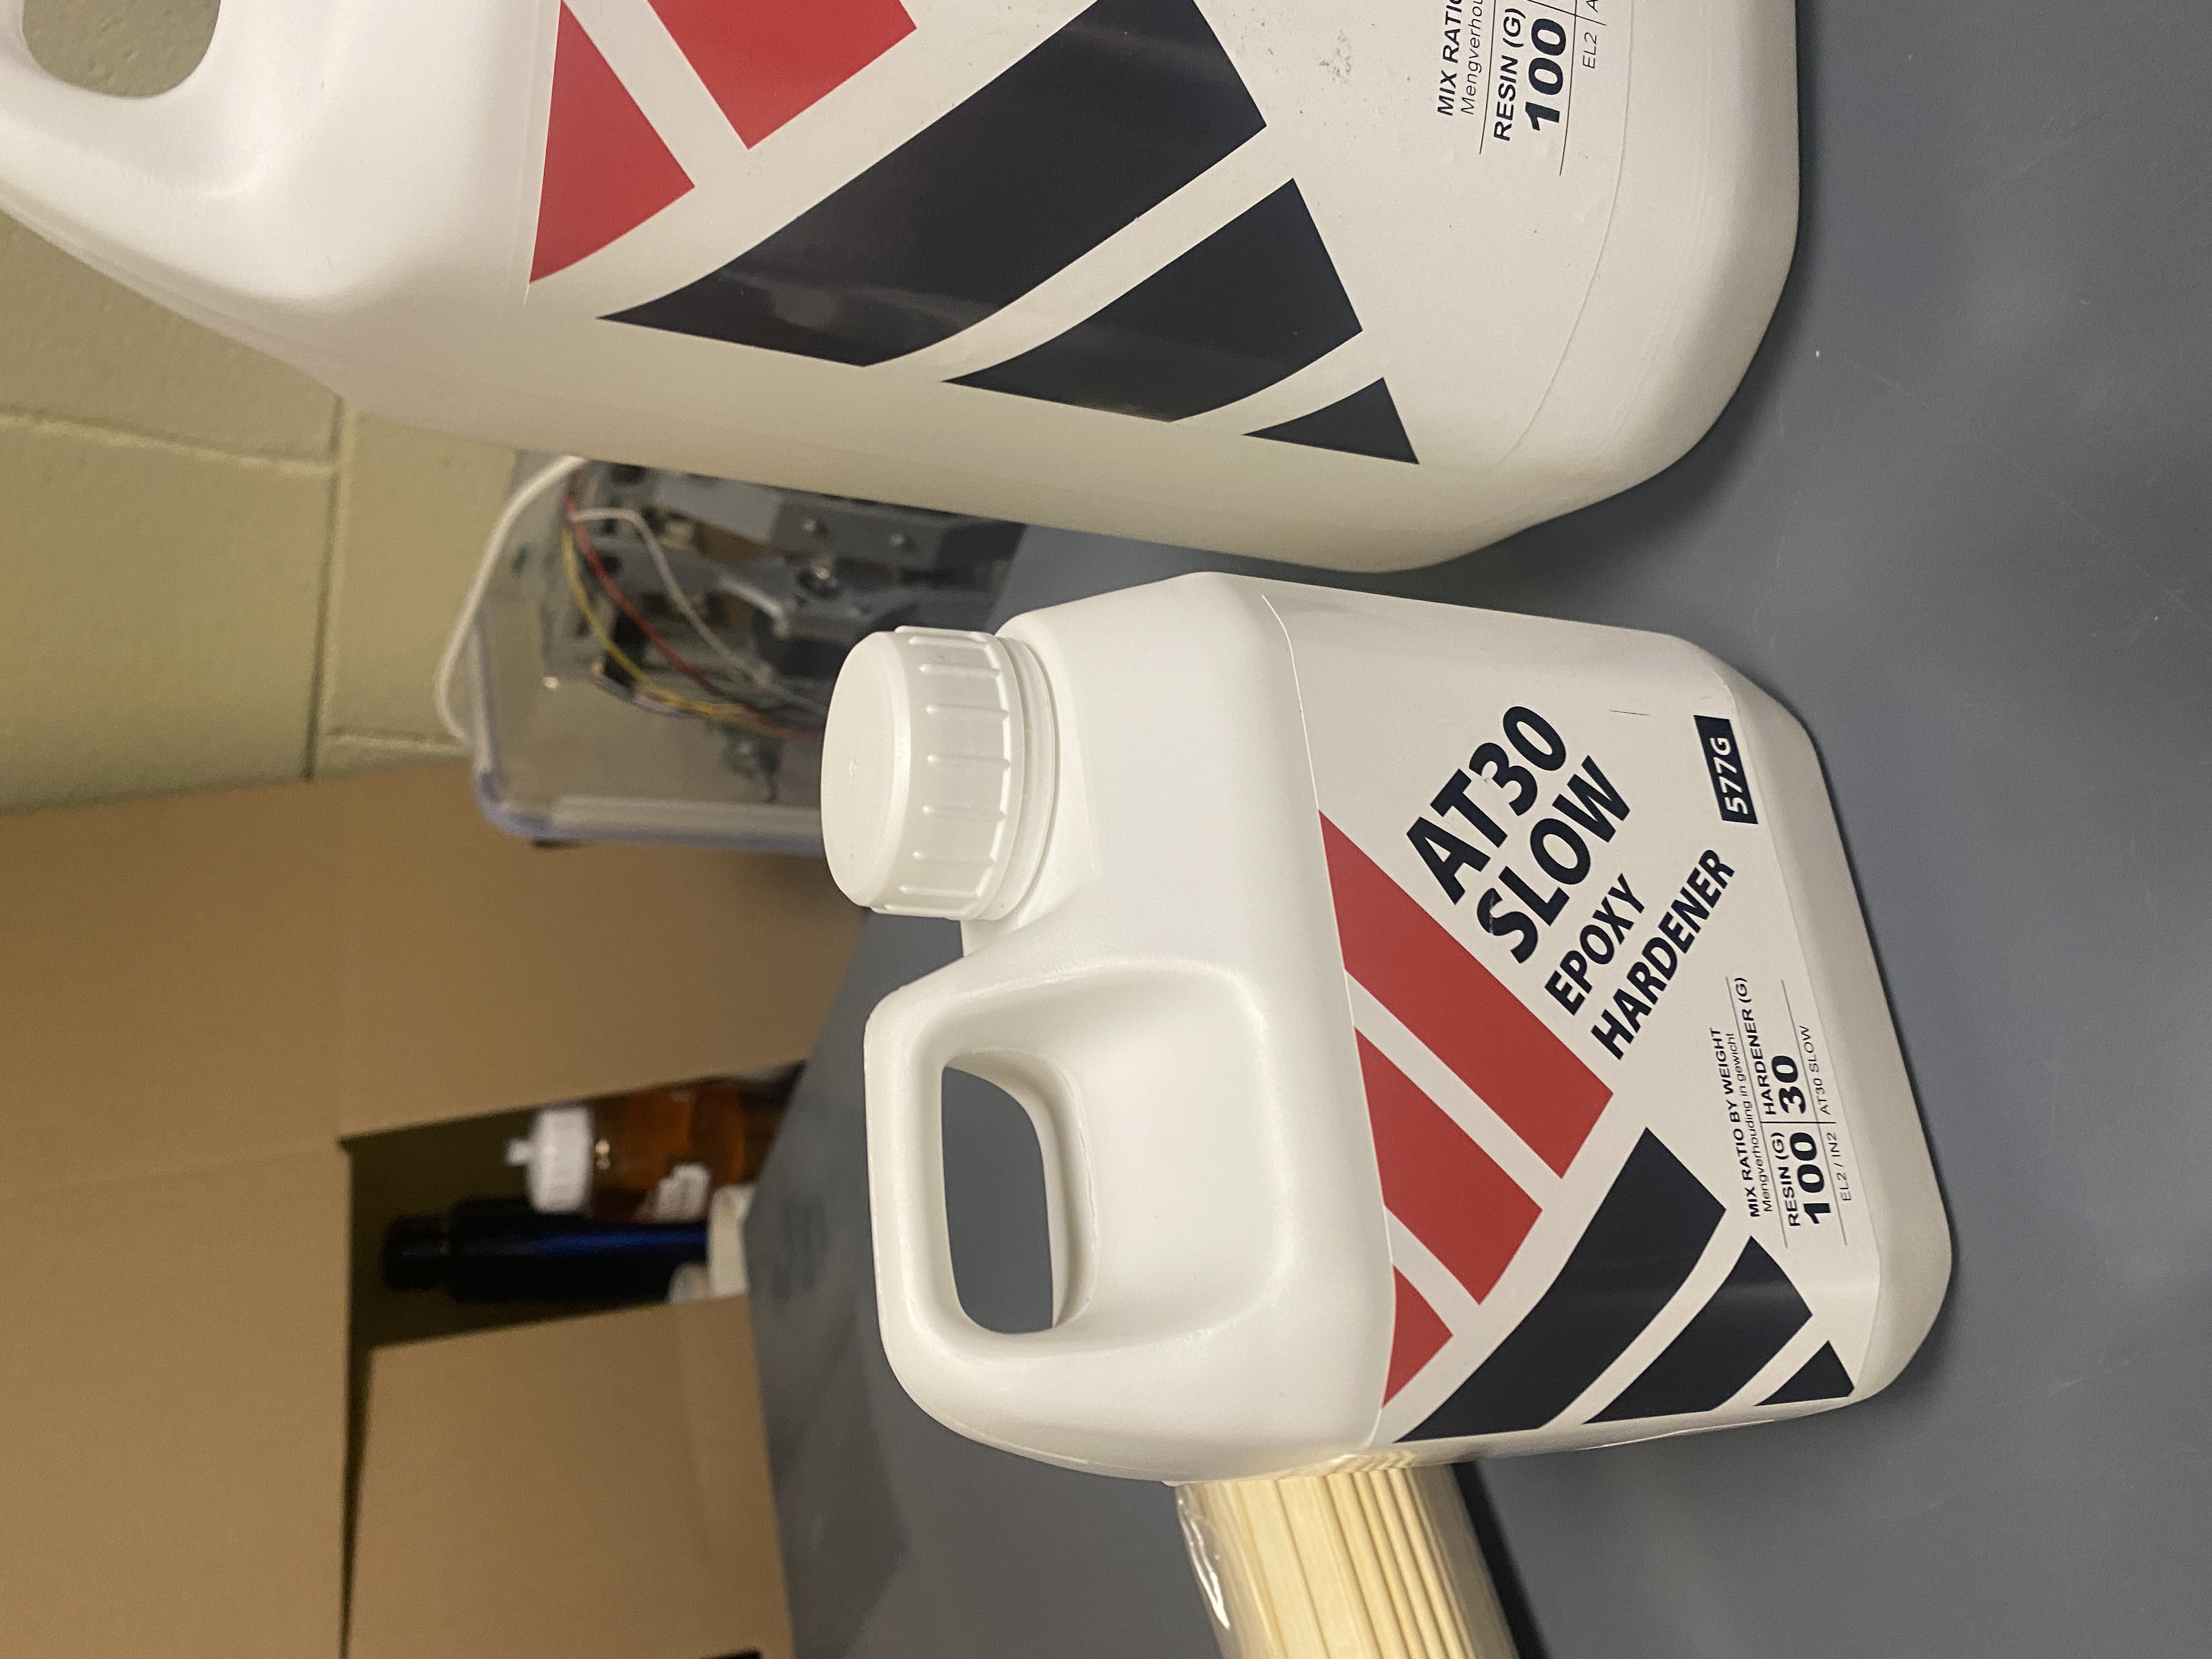 AT30
SLOW
EPOXY
HARDENER
577G
MIX RATIO BY WEIGHT
Mengverhouding in gewicht
RESIN (G) HARDENER (G)
100 30
EL2 / IN2 AT30 SLOW
MIX
RESIN (G)
100
EL2